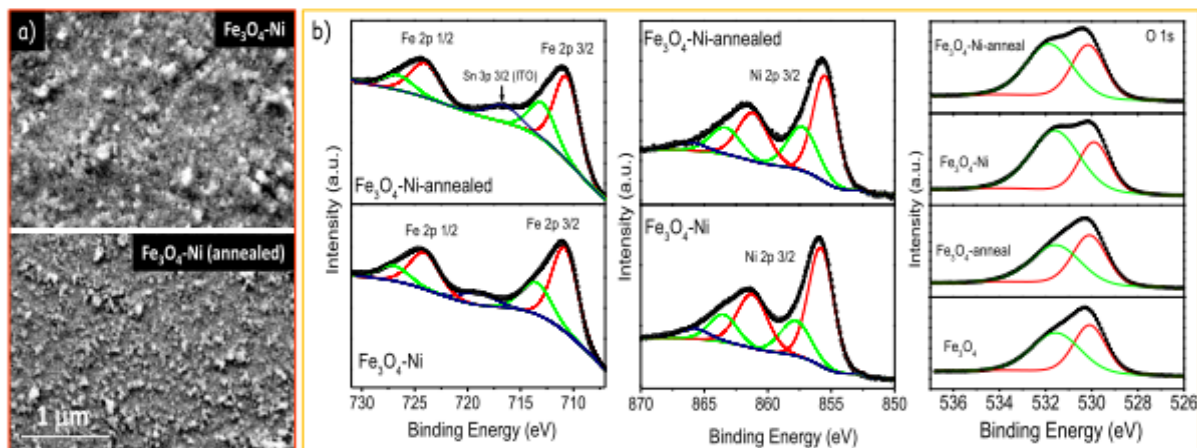 a)
Fe₃O₄-Ni
Fe₃O₄-Ni (annealed)
1 µm
b)
Fe 2p 1/2
Fe 2p 3/2
Sn 3p 3/2 (ITO)
Fe₃O₄-Ni-annealed
Fe 2p 1/2
Fe 2p 3/2
Fe₃O₄-Ni
Intensity (a.u.)
730 725 720 715 710
Binding Energy (eV)
Fe₃O₄-Ni-annealed
Ni 2p 3/2
Ni 2p 3/2
Fe₃O₄-Ni
Intensity (a.u.)
870 865 860 855 850
Binding Energy (eV)
O 1s
Fe₃O₄-Ni-anneal
Fe₃O₄-Ni
Fe₃O₄-anneal
Fe₃O₄
Intensity (a.u.)
536 534 532 530 528 526
Binding Energy (eV)